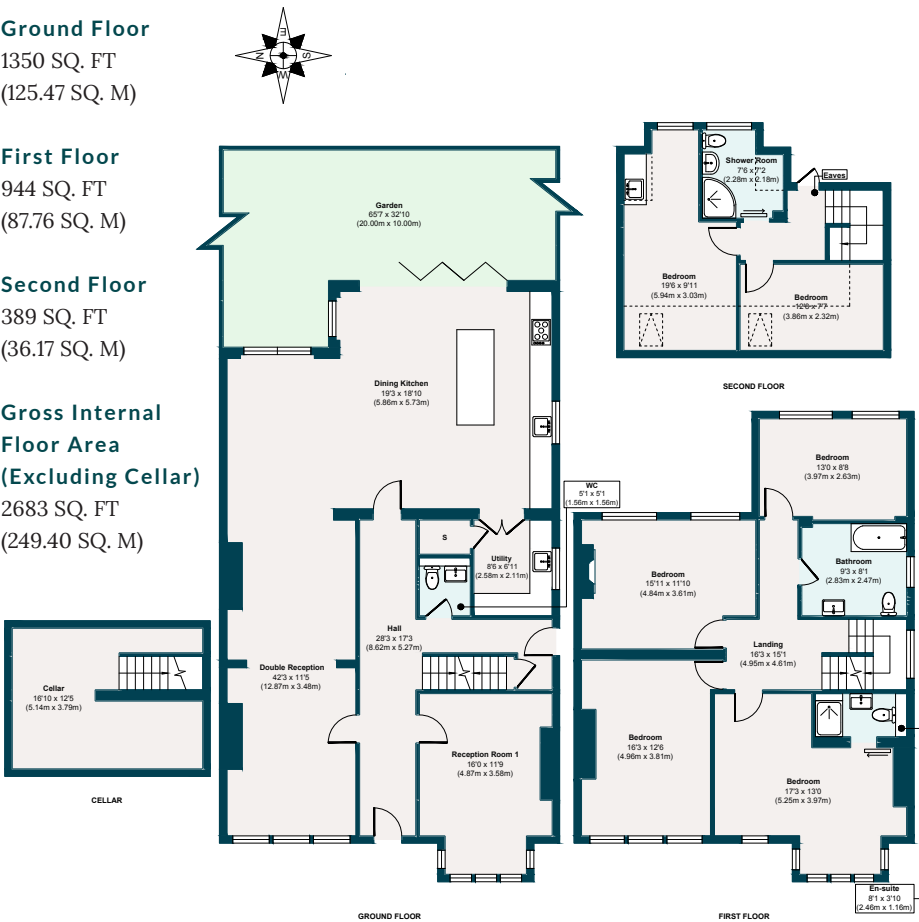 Ground Floor
1350 SQ. FT
(125.47 SQ. M)
First Floor
944 SQ. FT
(87.76 SQ. M)
Second Floor
389 SQ. FT
(36.17 SQ. M)
Gross Internal
Floor Area
(Excluding Cellar)
2683 SQ. FT
(249.40 SQ. M)
E
N
S
W
Garden
65'7 x 32'10
(20.00m x 10.00m)
Dining Kitchen
19'3 x 18'10
(5.86m x 5.73m)
WC
5'1 x 5'1
(1.56m x 1.56m)
S
Utility
8'6 x 6'11
(2.58m x 2.11m)
Hall
28'3 x 17'3
(8.62m x 5.27m)
Double Reception
42'3 x 11'5
(12.87m x 3.48m)
Reception Room 1
16'0 x 11'9
(4.87m x 3.58m)
GROUND FLOOR
Cellar
16'10 x 12'5
(5.14m x 3.79m)
CELLAR
Shower Room
7'6 x 7'2
(2.28m x 2.18m)
Eaves
Bedroom
19'6 x 9'11
(5.94m x 3.03m)
Bedroom
12'8 x 7'7
(3.86m x 2.32m)
SECOND FLOOR
Bedroom
13'0 x 8'8
(3.97m x 2.63m)
Bathroom
9'3 x 8'1
(2.83m x 2.47m)
Bedroom
15'11 x 11'10
(4.84m x 3.61m)
Landing
16'3 x 15'1
(4.95m x 4.61m)
Bedroom
16'3 x 12'6
(4.96m x 3.81m)
Bedroom
17'3 x 13'0
(5.25m x 3.97m)
En-suite
8'1 x 3'10
(2.46m x 1.16m)
FIRST FLOOR